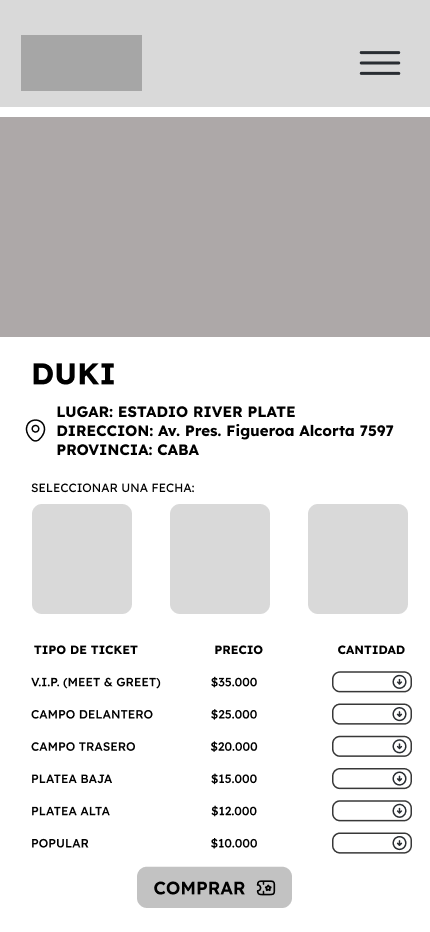 DUKI
LUGAR: ESTADIO RIVER PLATE
DIRECCION: Av. Pres. Figueroa Alcorta 7597
PROVINCIA: CABA
SELECCIONAR UNA FECHA:
TIPO DE TICKET PRECIO CANTIDAD
V.I.P. (MEET & GREET) $35.000
CAMPO DELANTERO $25.000
CAMPO TRASERO $20.000
PLATEA BAJA $15.000
PLATEA ALTA $12.000
POPULAR $10.000
COMPRAR